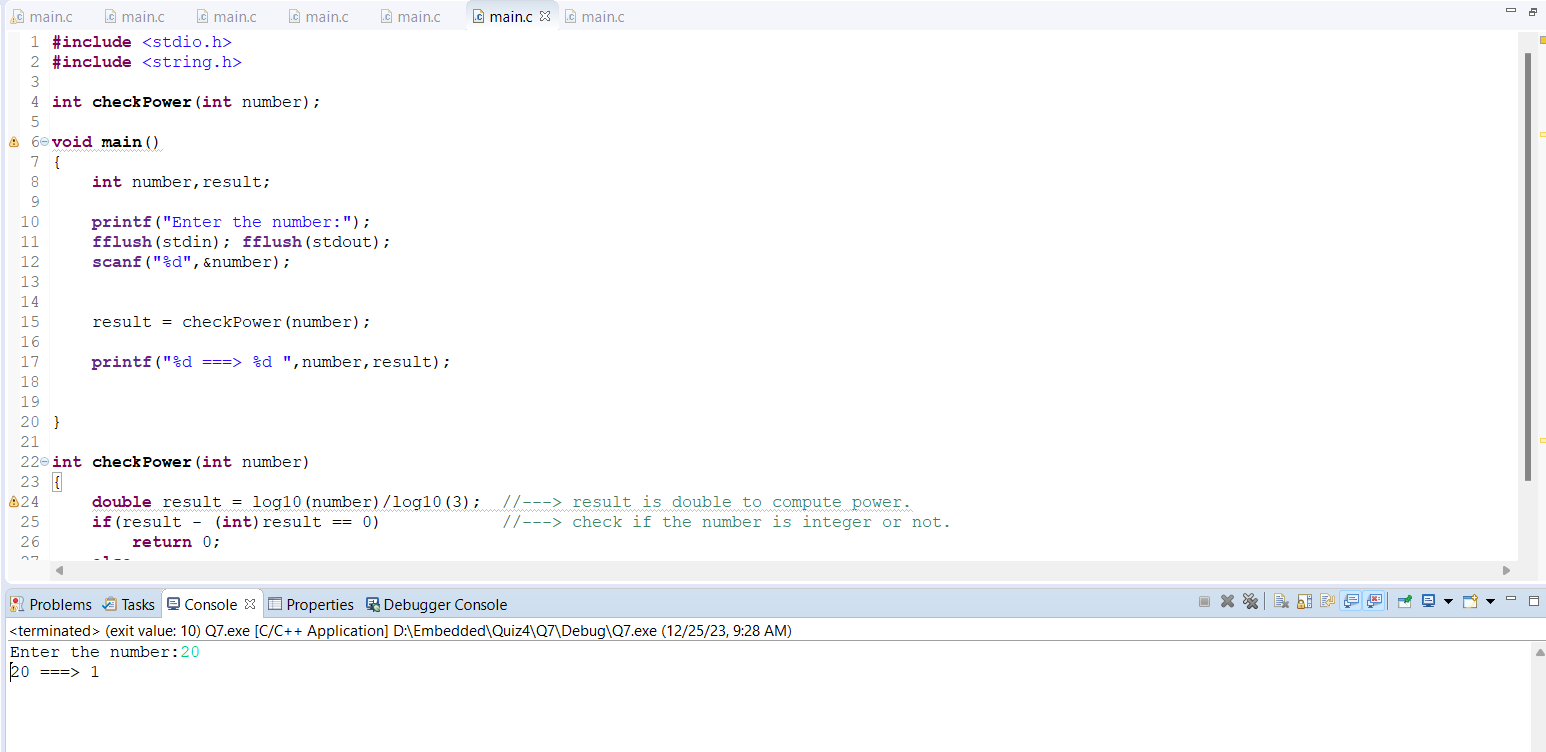 main.c main.c main.c main.c main.c main.c main.c
1 #include <stdio.h>
2 #include <string.h>
3
4 int checkPower(int number);
5
6 void main()
7 {
8 int number,result;
9
10 printf("Enter the number:");
11 fflush(stdin); fflush(stdout);
12 scanf("%d",&number);
13
14
15 result = checkPower(number);
16
17 printf("%d ===> %d ",number,result);
18
19
20 }
21
22 int checkPower(int number)
23 {
24 double result = log10(number)/log10(3); //---> result is double to compute power.
25 if(result - (int)result == 0) //---> check if the number is integer or not.
26 return 0;
Problems Tasks Console Properties Debugger Console
<terminated> (exit value: 10) Q7.exe [C/C++ Application] D:\Embedded\Quiz4\Q7\Debug\Q7.exe (12/25/23, 9:28 AM)
Enter the number:20
20 ===> 1